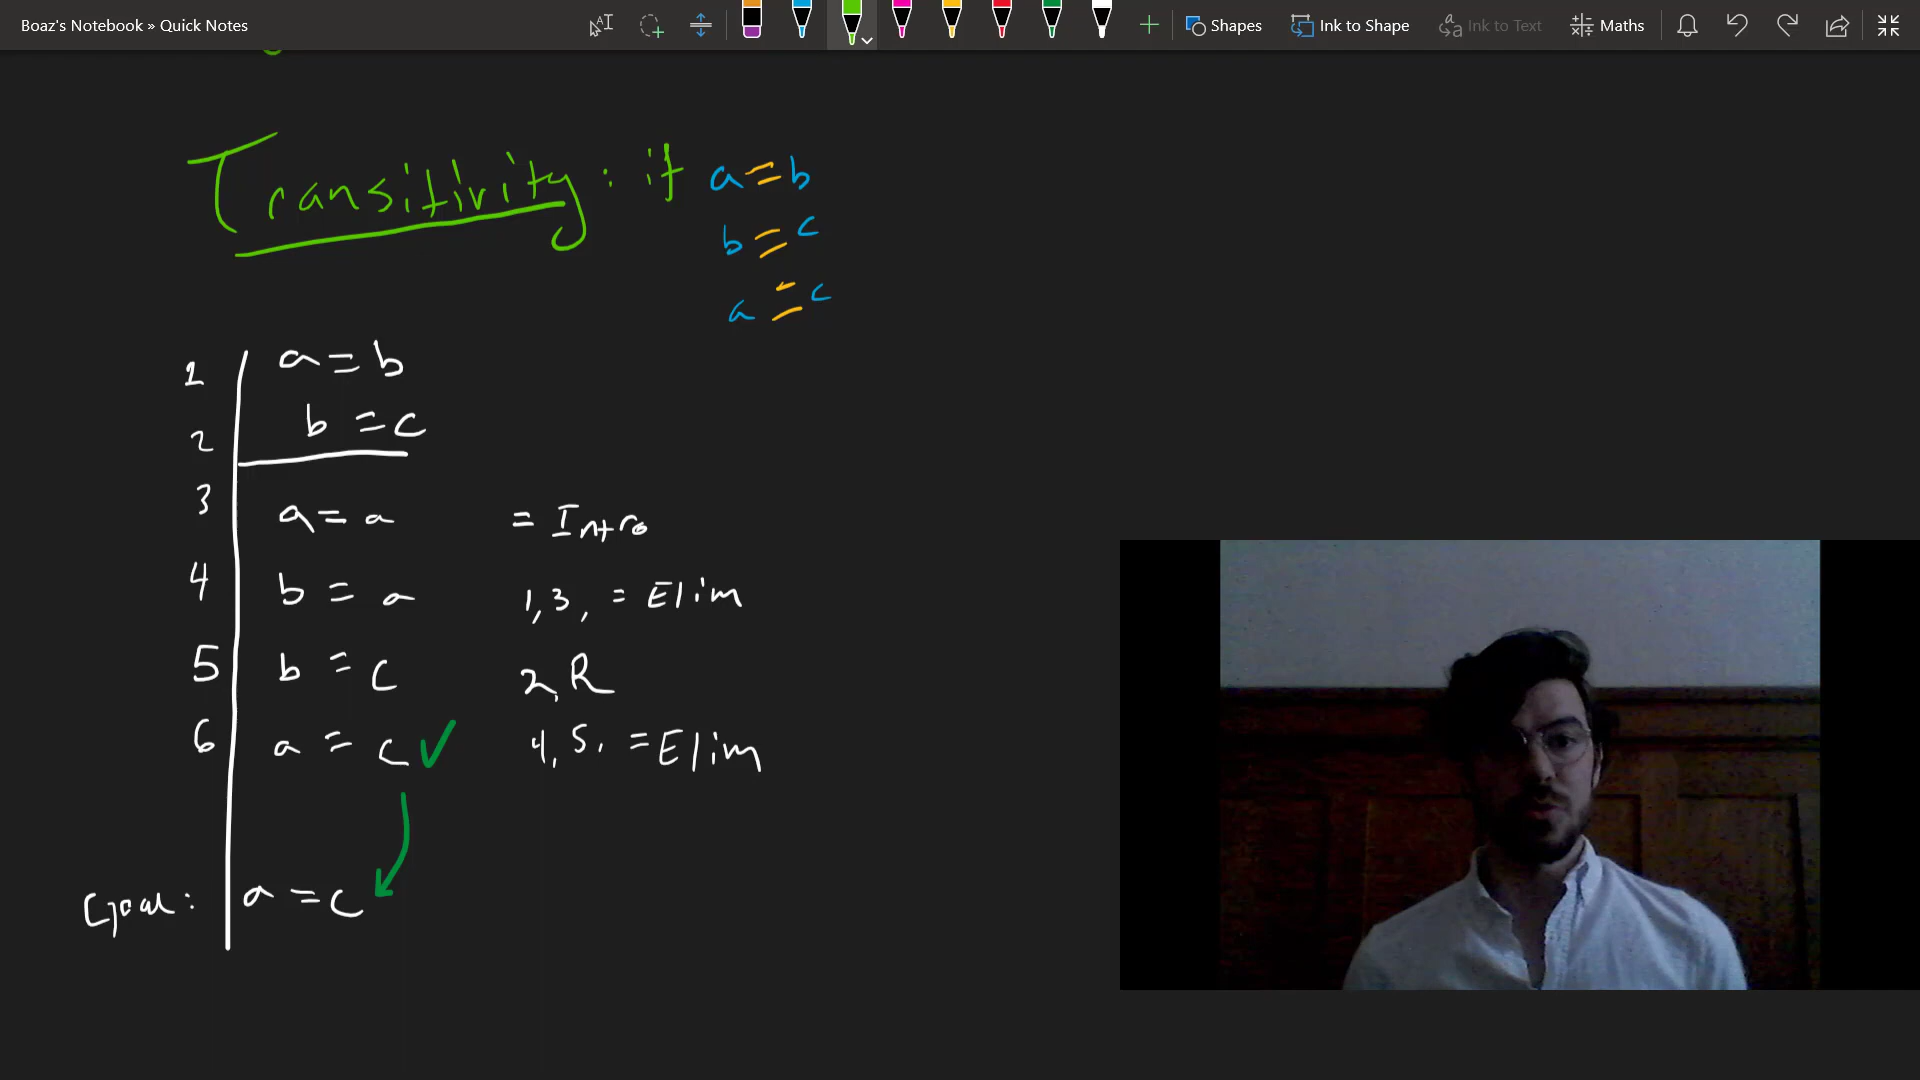 Boaz's Notebook » Quick Notes
Shapes Ink to Shape Ink to Text Maths
Transitivity: if a=b
b=c
a=c
1 a=b
2 b=c
3 a=a = Intro
4 b=a 1,3, = Elim
5 b=c 2, R
6 a=c✓ 4,5, = Elim
Goal: a=c